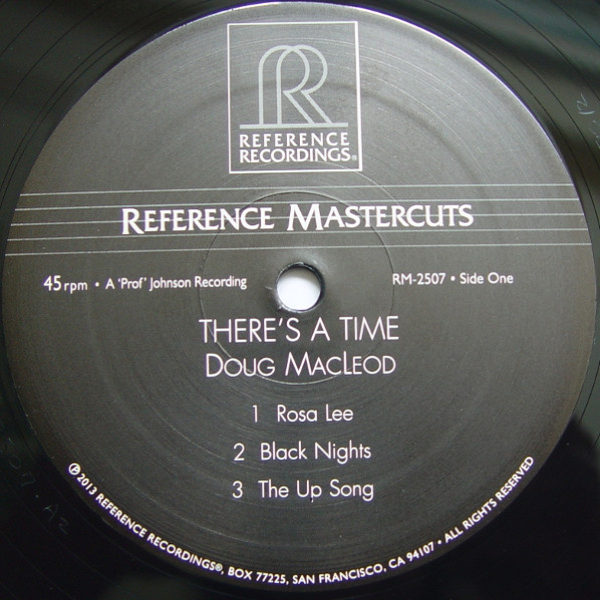 REFERENCE
RECORDINGS®
REFERENCE MASTERCUTS
45 rpm • A 'Prof' Johnson Recording
RM-2507 • Side One
THERE'S A TIME
DOUG MACLEOD
1 Rosa Lee
2 Black Nights
3 The Up Song
℗ 2013 REFERENCE RECORDINGS®, BOX 77225, SAN FRANCISCO, CA 94107 • ALL RIGHTS RESERVED